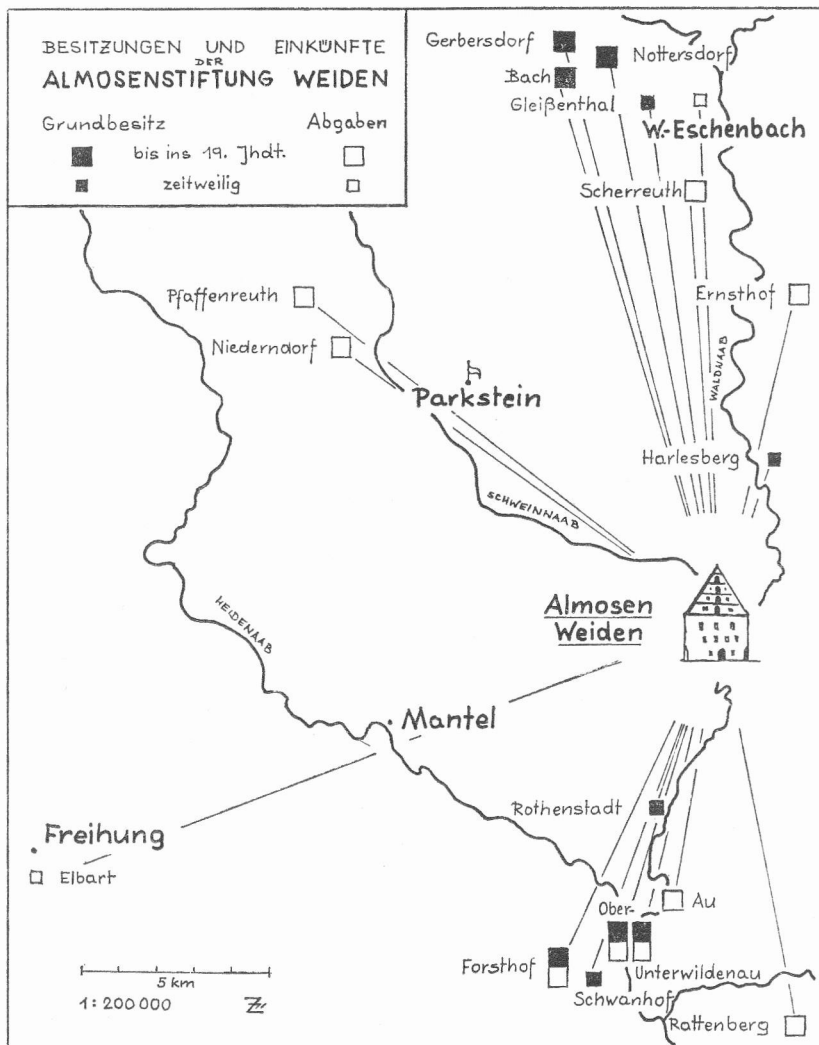 BESITZUNGEN UND EINKÜNFTE
DER
ALMOSENSTIFTUNG WEIDEN
Grundbesitz Abgaben
bis ins 19. Jhdt.
zeitweilig
Gerbersdorf
Nottersdorf
Bach
Gleißenthal
W.-Eschenbach
Scherreuth
Pfaffenreuth
Ernsthof
Niederndorf
WALDNAAB
Parkstein
Harlesberg
SCHWEINNAAB
Almosen
Weiden
HEIDENAAB
Mantel
Rothenstadt
Freihung
Elbart
Au
Ober-
Forsthof
Unterwildenau
Schwanhof
5 km
1:200 000
Rattenberg